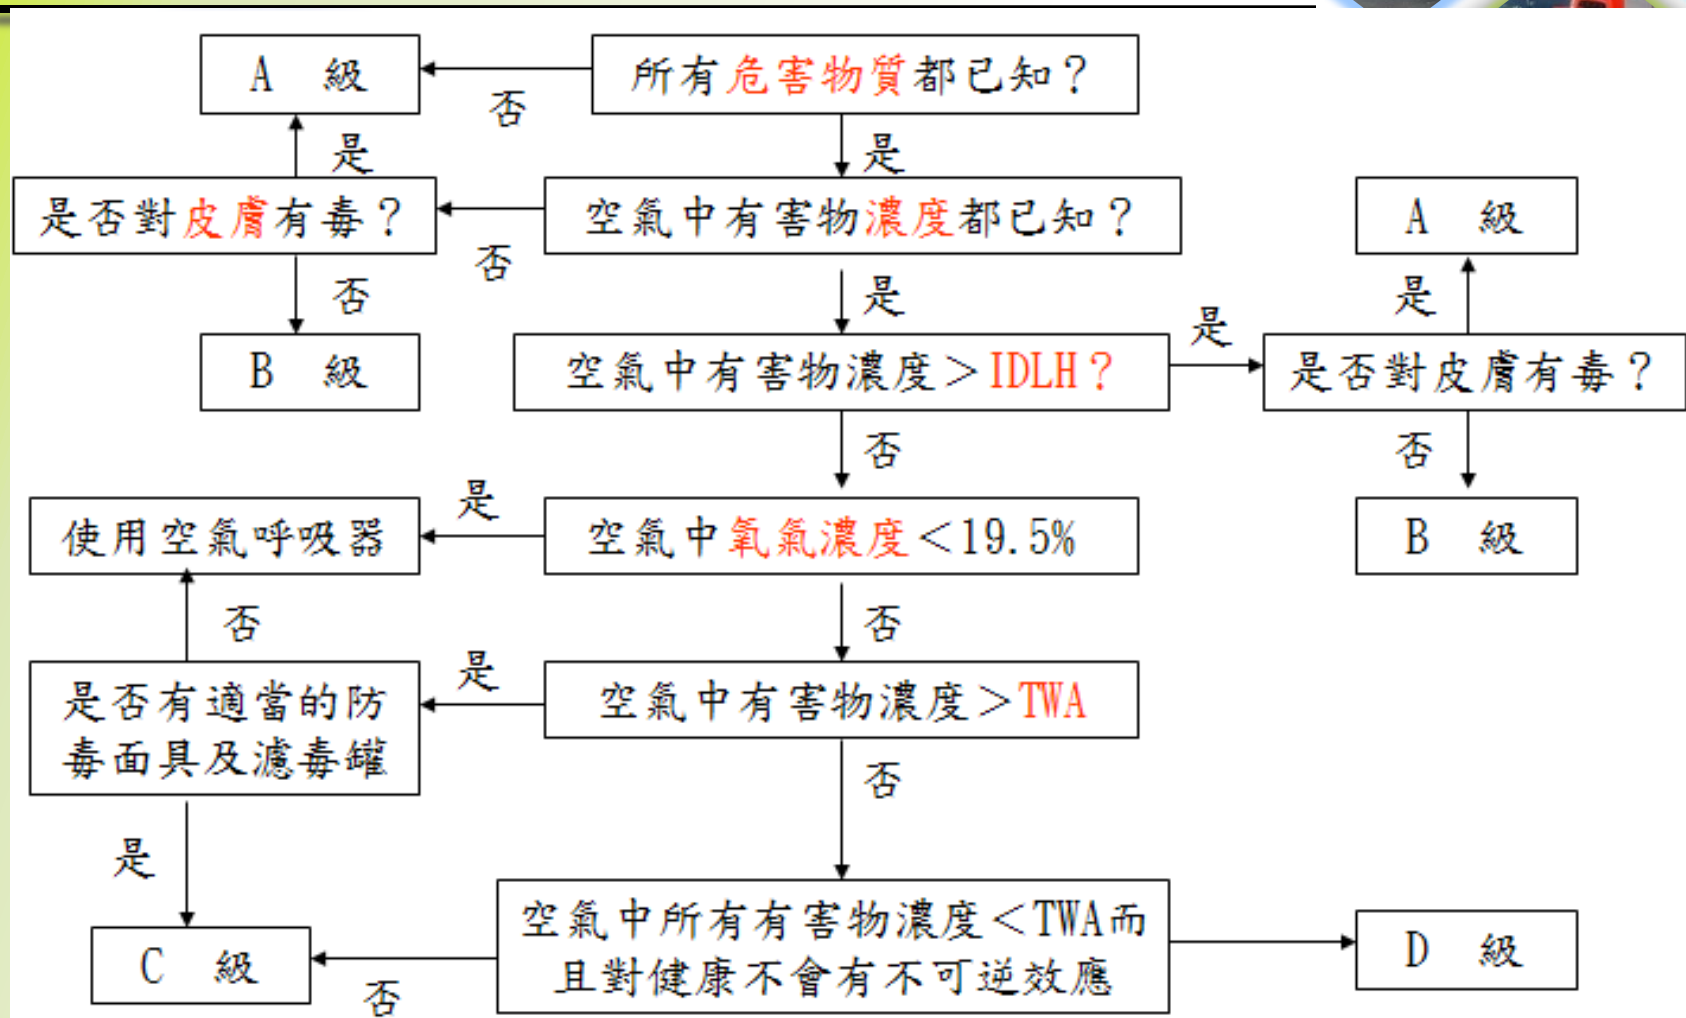 A 級
所有危害物質都已知？
否
是
是
是否對皮膚有毒？
空氣中有害物濃度都已知？
A 級
否
否
是
是
是
B 級
空氣中有害物濃度＞IDLH？
是否對皮膚有毒？
否
否
是
使用空氣呼吸器
空氣中氧氣濃度＜19.5%
B 級
否
否
是
是否有適當的防
毒面具及濾毒罐
空氣中有害物濃度＞TWA
否
是
空氣中所有有害物濃度＜TWA而
且對健康不會有不可逆效應
C 級
D 級
否